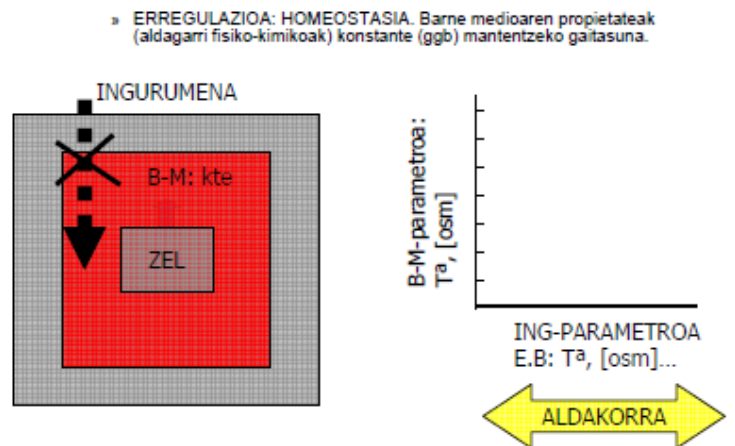 » ERREGULAZIOA: HOMEOSTASIA. Barne medioaren propietateak
(aldagarri fisiko-kimikoak) konstante (ggb) mantentzeko gaitasuna.
INGURUMENA
B-M: kte
ZEL
B-M-parametroa:
Tª, [osm]
ING-PARAMETROA
E.B: Tª, [osm]...
ALDAKORRA